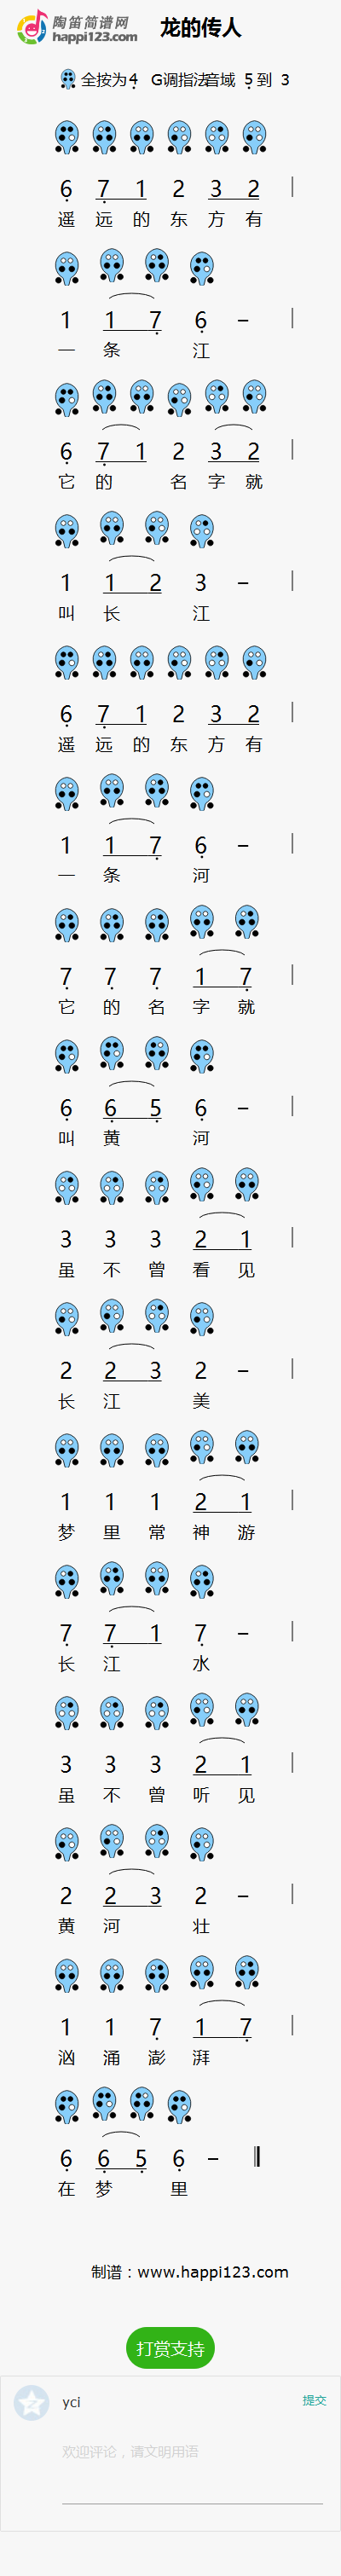 陶笛简谱网
happi123.com
龙的传人
全按为4 G调指法音域 5 到 3
6 7 1 2 3 2
遥 远 的 东 方 有
1 1 7 6 -
一 条 江
6 7 1 2 3 2
它 的 名 字 就
1 1 2 3 -
叫 长 江
6 7 1 2 3 2
遥 远 的 东 方 有
1 1 7 6 -
一 条 河
7 7 7 1 7
它 的 名 字 就
6 6 5 6 -
叫 黄 河
3 3 3 2 1
虽 不 曾 看 见
2 2 3 2 -
长 江 美
1 1 1 2 1
梦 里 常 神 游
7 7 1 7 -
长 江 水
3 3 3 2 1
虽 不 曾 听 见
2 2 3 2 -
黄 河 壮
1 1 7 1 7
汹 涌 澎 湃
6 6 5 6 -
在 梦 里
制谱：www.happi123.com
打赏支持
yci 提交
欢迎评论，请文明用语